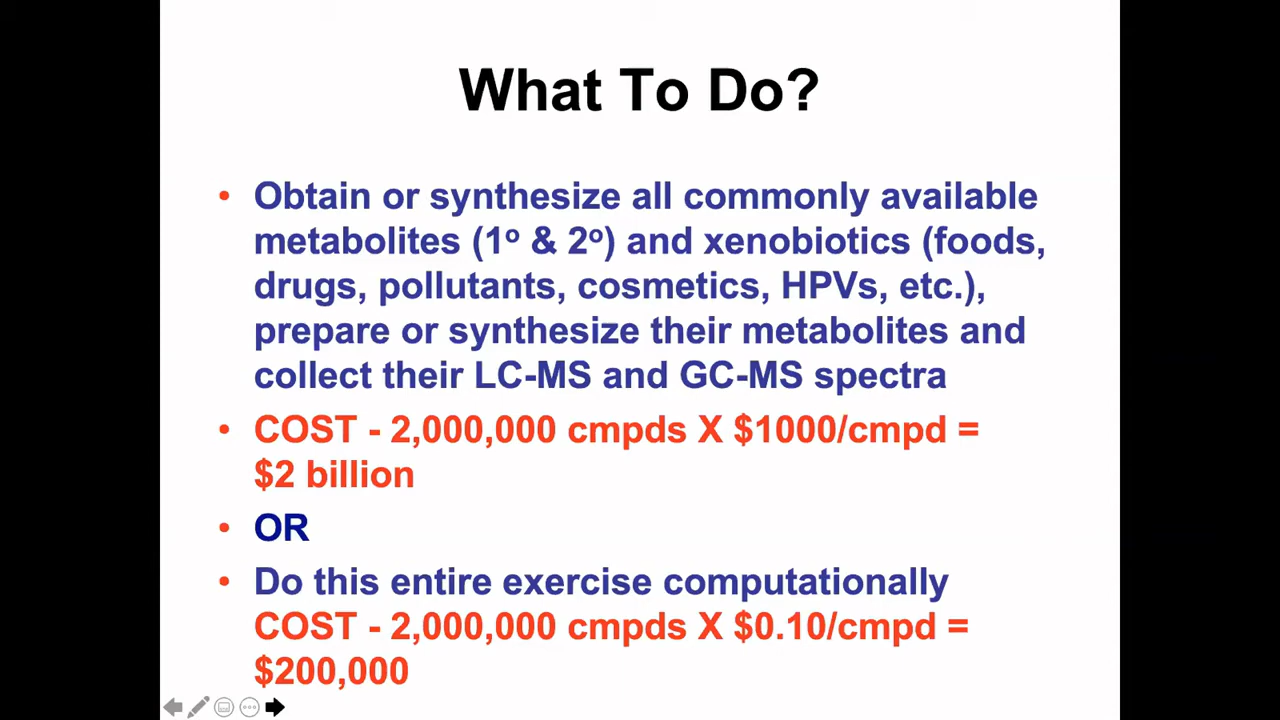 What To Do?
• Obtain or synthesize all commonly available
metabolites (1º & 2º) and xenobiotics (foods,
drugs, pollutants, cosmetics, HPVs, etc.),
prepare or synthesize their metabolites and
collect their LC-MS and GC-MS spectra
• COST - 2,000,000 cmpds X $1000/cmpd =
$2 billion
• OR
• Do this entire exercise computationally
COST - 2,000,000 cmpds X $0.10/cmpd =
$200,000